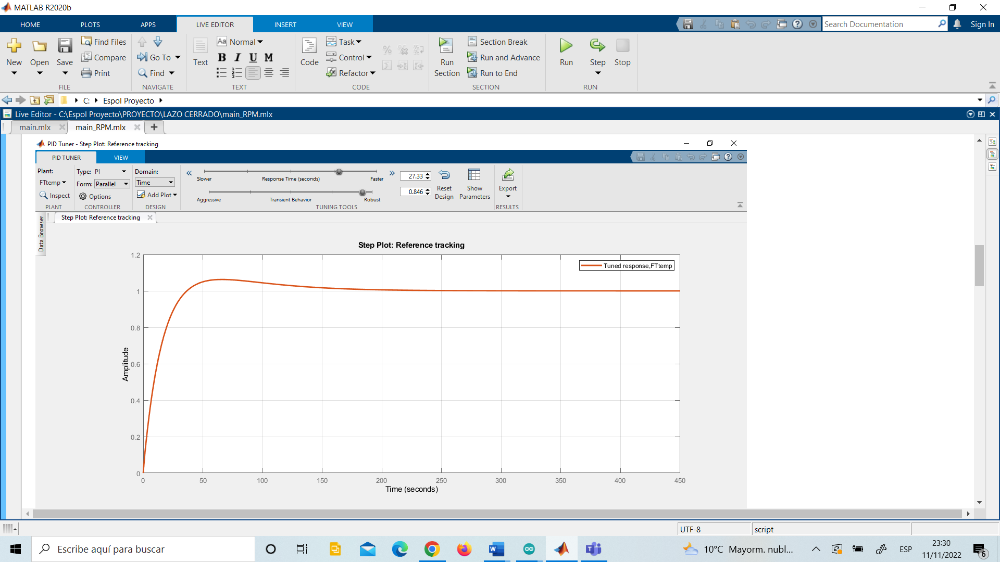 MATLAB R2020b
HOME PLOTS APPS LIVE EDITOR INSERT VIEW
Search Documentation Sign In
New Open Save Find Files Compare Print
FILE
Go To Find
NAVIGATE
Text Aa Normal B I U M
TEXT
Code Task Control Refactor
CODE
Run Section Section Break Run and Advance Run to End
SECTION
Run Step Stop
RUN
C: Espol Proyecto
Live Editor - C:\Espol Proyecto\PROYECTO\LAZO CERRADO\main_RPM.mlx
main.mlx main_RPM.mlx
PID Tuner - Step Plot: Reference tracking
PID TUNER VIEW
Plant: FTtemp Inspect
PLANT
Type: PI Form: Parallel Options
CONTROLLER
Domain: Time Add Plot
DESIGN
Slower Response Time (seconds) Faster 27.33
Aggressive Transient Behavior Robust 0.846
Reset Design Show Parameters
TUNING TOOLS
Export
RESULTS
Data Browser
Step Plot: Reference tracking
Step Plot: Reference tracking
Tuned response,FTtemp
Amplitude
1.2
1
0.8
0.6
0.4
0.2
0
0 50 100 150 200 250 300 350 400 450
Time (seconds)
UTF-8 script
Escribe aquí para buscar
10°C Mayorm. nubl...
ESP
23:30
11/11/2022
6